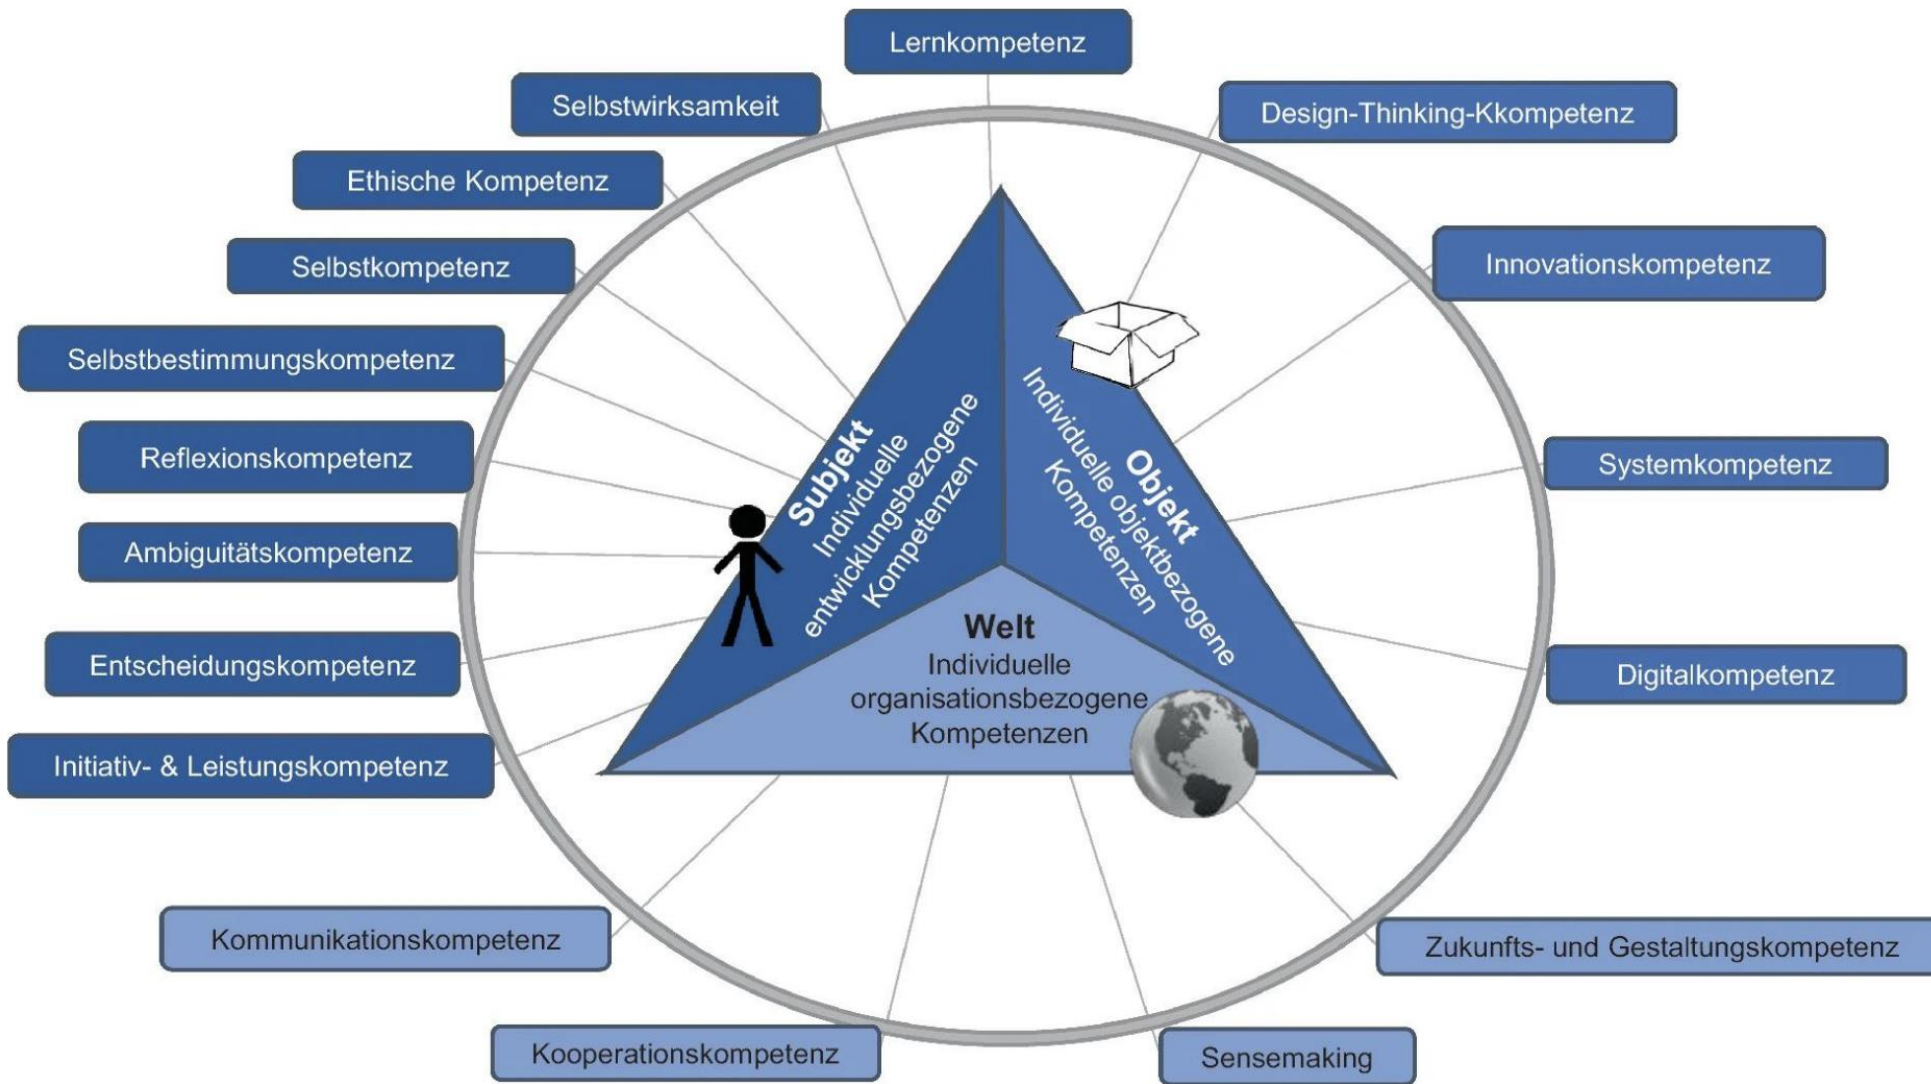 Lernkompetenz
Selbstwirksamkeit
Design-Thinking-Kkompetenz
Ethische Kompetenz
Selbstkompetenz
Innovationskompetenz
Selbstbestimmungskompetenz
Reflexionskompetenz
Systemkompetenz
Ambiguitätskompetenz
Entscheidungskompetenz
Digitalkompetenz
Initiativ- & Leistungskompetenz
Subjekt
Individuelle
entwicklungsbezogene
Kompetenzen
Objekt
Individuelle objektbezogene
Kompetenzen
Welt
Individuelle
organisationsbezogene
Kompetenzen
Kommunikationskompetenz
Zukunfts- und Gestaltungskompetenz
Kooperationskompetenz
Sensemaking